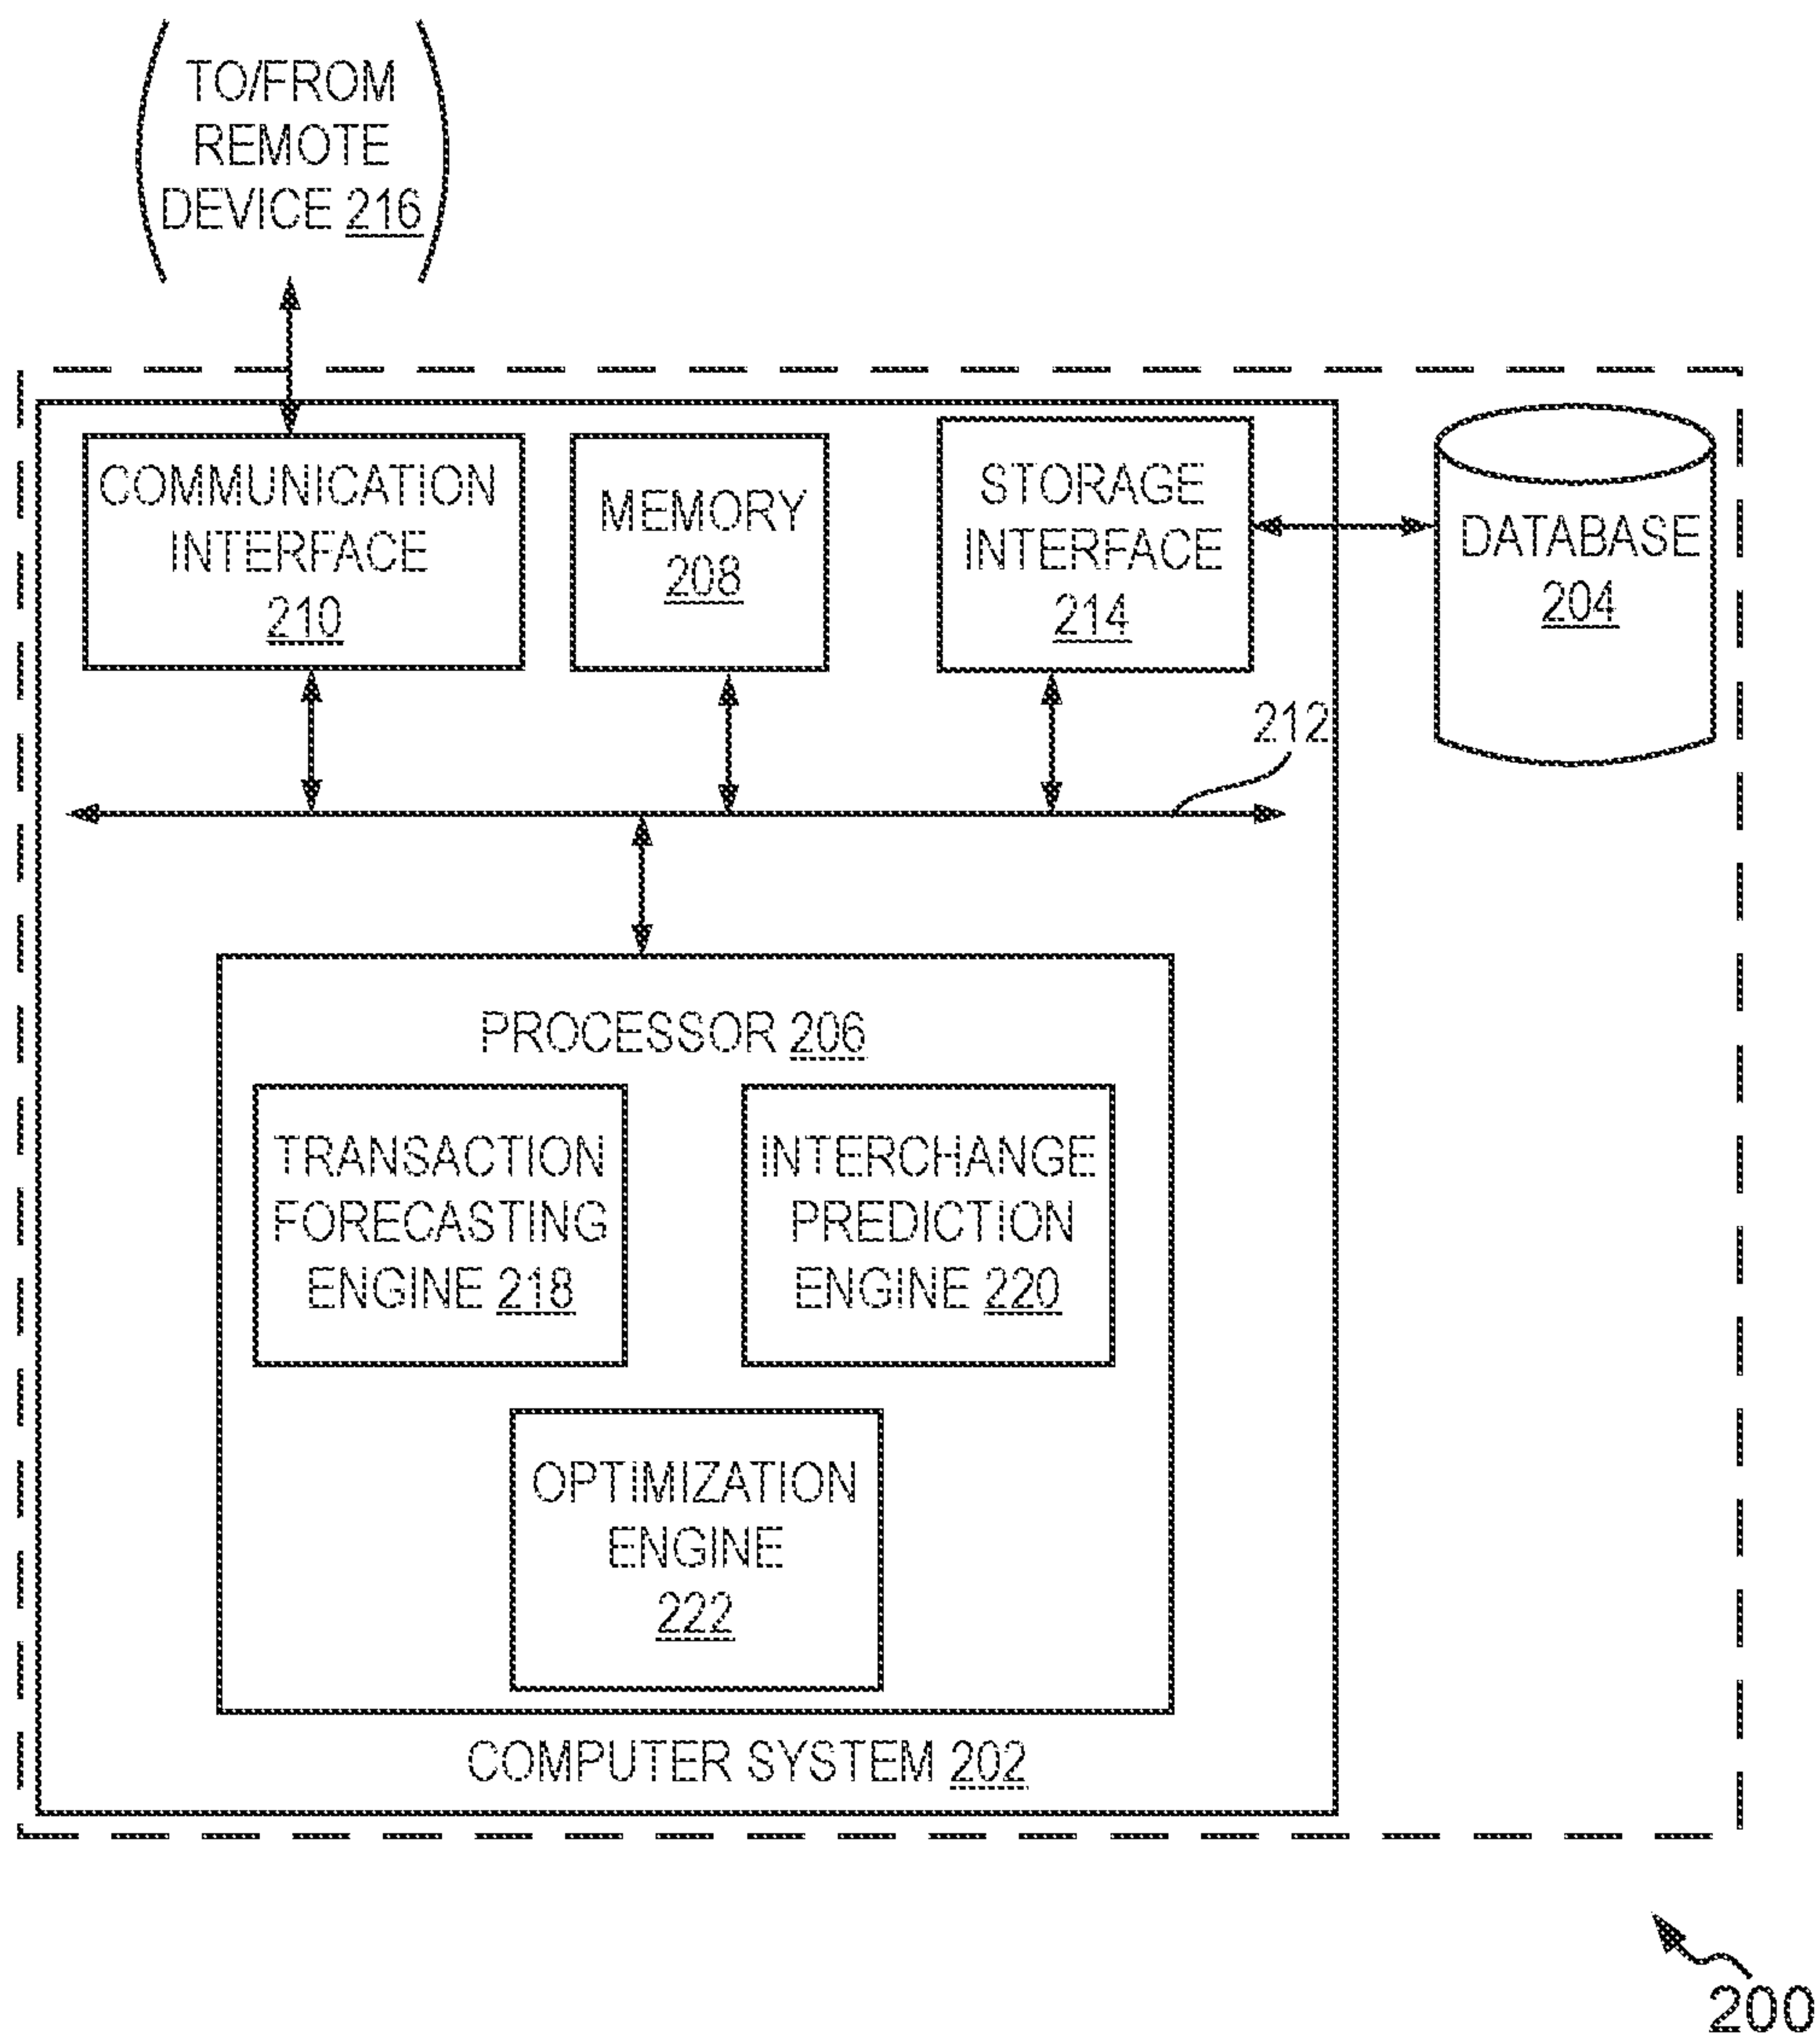 TO/FROM
REMOTE
DEVICE 216
COMMUNICATION
INTERFACE
210
MEMORY
208
STORAGE
INTERFACE
214
DATABASE
204
212
PROCESSOR 206
TRANSACTION
FORECASTING
ENGINE 218
INTERCHANGE
PREDICTION
ENGINE 220
OPTIMIZATION
ENGINE
222
COMPUTER SYSTEM 202
200